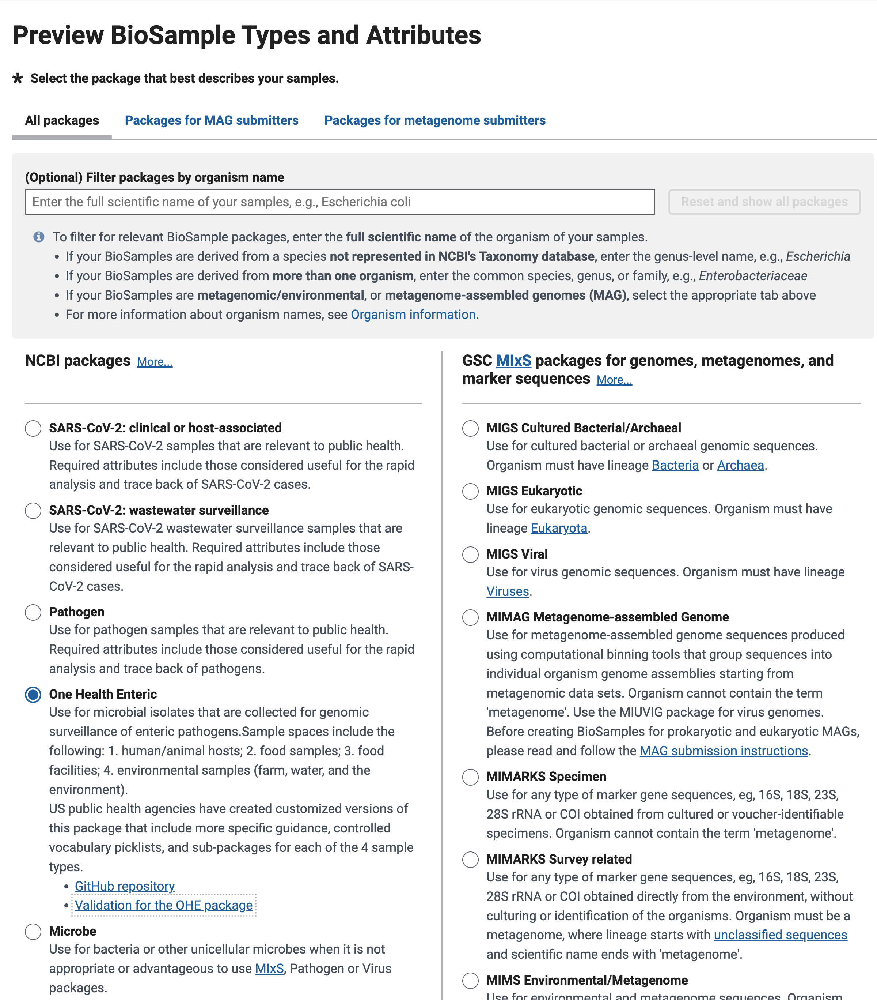 Preview BioSample Types and Attributes
* Select the package that best describes your samples.
All packages Packages for MAG submitters Packages for metagenome submitters
(Optional) Filter packages by organism name
Enter the full scientific name of your samples, e.g., Escherichia coli
Reset and show all packages
To filter for relevant BioSample packages, enter the full scientific name of the organism of your samples.
• If your BioSamples are derived from a species not represented in NCBI's Taxonomy database, enter the genus-level name, e.g., Escherichia
• If your BioSamples are derived from more than one organism, enter the common species, genus, or family, e.g., Enterobacteriaceae
• If your BioSamples are metagenomic/environmental, or metagenome-assembled genomes (MAG), select the appropriate tab above
• For more information about organism names, see Organism information.
NCBI packages More...
SARS-CoV-2: clinical or host-associated
Use for SARS-CoV-2 samples that are relevant to public health.
Required attributes include those considered useful for the rapid
analysis and trace back of SARS-CoV-2 cases.
SARS-CoV-2: wastewater surveillance
Use for SARS-CoV-2 wastewater surveillance samples that are
relevant to public health. Required attributes include those
considered useful for the rapid analysis and trace back of SARS-
CoV-2 cases.
Pathogen
Use for pathogen samples that are relevant to public health.
Required attributes include those considered useful for the rapid
analysis and trace back of pathogens.
One Health Enteric
Use for microbial isolates that are collected for genomic
surveillance of enteric pathogens.Sample spaces include the
following: 1. human/animal hosts; 2. food samples; 3. food
facilities; 4. environmental samples (farm, water, and the
environment).
US public health agencies have created customized versions of
this package that include more specific guidance, controlled
vocabulary picklists, and sub-packages for each of the 4 sample
types.
• GitHub repository
• Validation for the OHE package
Microbe
Use for bacteria or other unicellular microbes when it is not
appropriate or advantageous to use MIxS, Pathogen or Virus
packages.
GSC MIxS packages for genomes, metagenomes, and
marker sequences More...
MIGS Cultured Bacterial/Archaeal
Use for cultured bacterial or archaeal genomic sequences.
Organism must have lineage Bacteria or Archaea.
MIGS Eukaryotic
Use for eukaryotic genomic sequences. Organism must have
lineage Eukaryota.
MIGS Viral
Use for virus genomic sequences. Organism must have lineage
Viruses.
MIMAG Metagenome-assembled Genome
Use for metagenome-assembled genome sequences produced
using computational binning tools that group sequences into
individual organism genome assemblies starting from
metagenomic data sets. Organism cannot contain the term
'metagenome'. Use the MIUVIG package for virus genomes.
Before creating BioSamples for prokaryotic and eukaryotic MAGs,
please read and follow the MAG submission instructions.
MIMARKS Specimen
Use for any type of marker gene sequences, eg, 16S, 18S, 23S,
28S rRNA or COI obtained from cultured or voucher-identifiable
specimens. Organism cannot contain the term 'metagenome'.
MIMARKS Survey related
Use for any type of marker gene sequences, eg, 16S, 18S, 23S,
28S rRNA or COI obtained directly from the environment, without
culturing or identification of the organisms. Organism must be a
metagenome, where lineage starts with unclassified sequences
and scientific name ends with 'metagenome'.
MIMS Environmental/Metagenome
Use for environmental and metagenome sequences. Organism